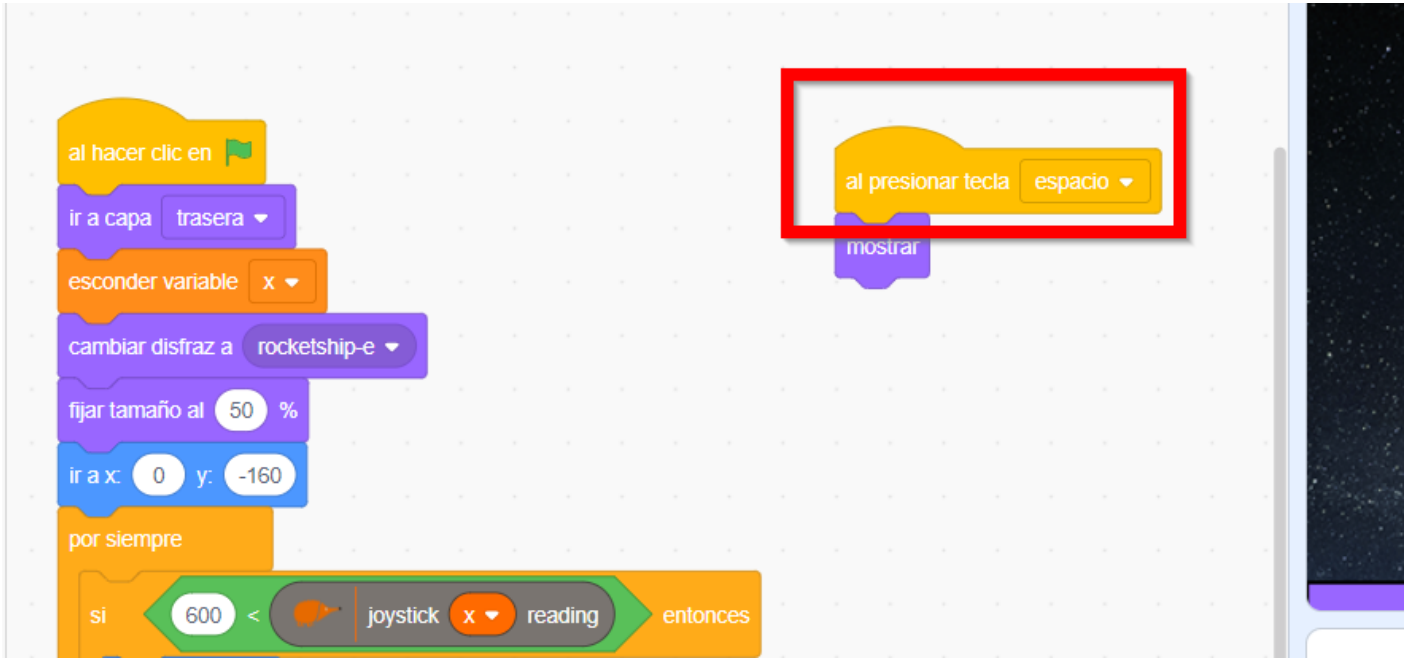 al hacer clic en
ir a capa trasera
esconder variable x
cambiar disfraz a rocketship-e
fijar tamaño al 50 %
ir a x: 0 y: -160
por siempre
si 600 < joystick x reading entonces
al presionar tecla espacio
mostrar